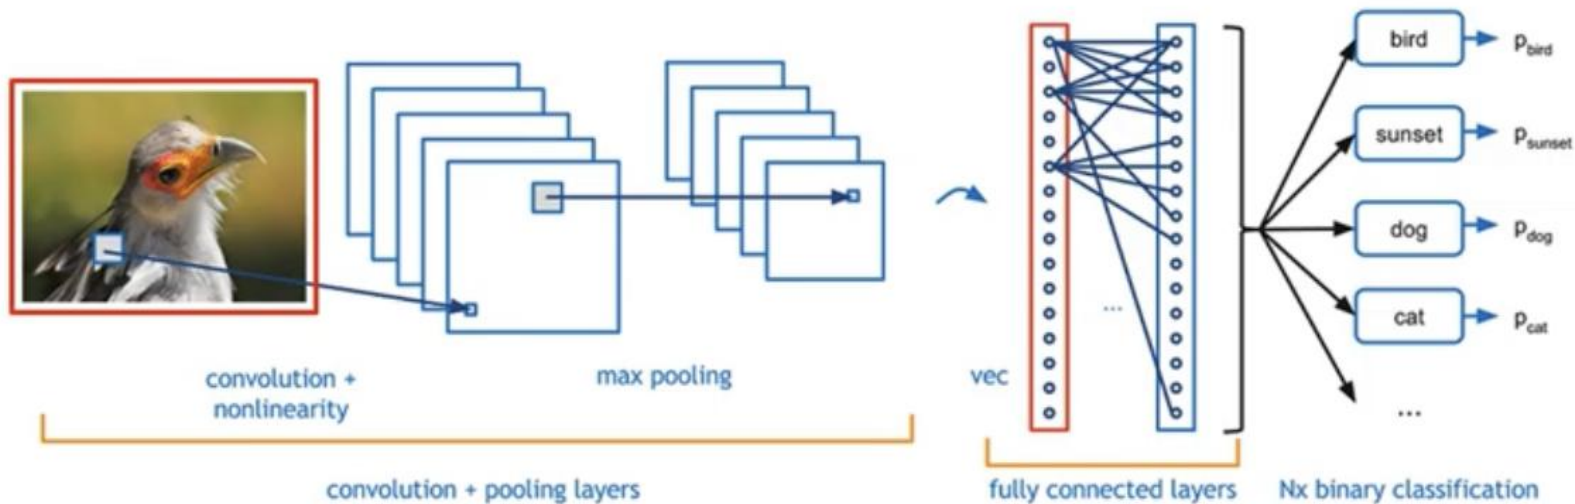 bird
p_bird
sunset
p_sunset
dog
p_dog
cat
p_cat
...
...
convolution +
nonlinearity
max pooling
vec
convolution + pooling layers
fully connected layers
Nx binary classification